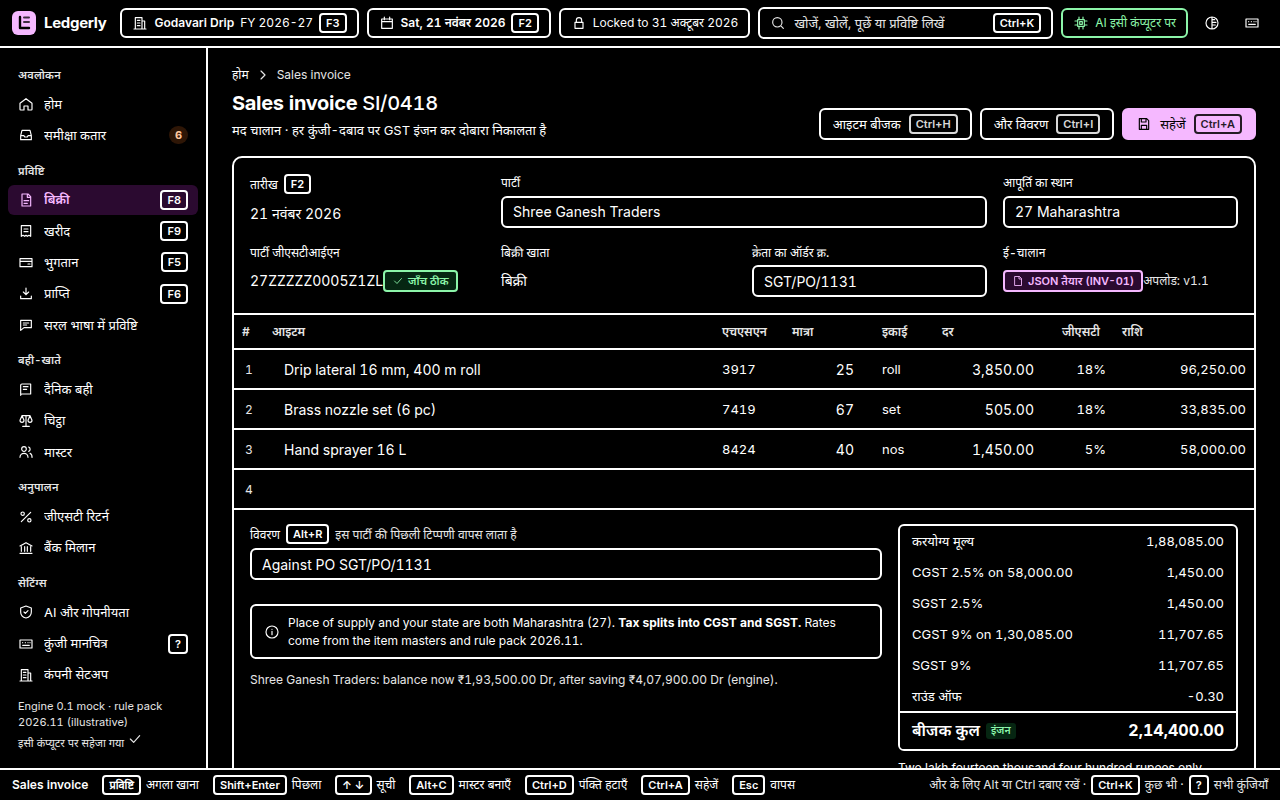 Ledgerly
Godavari Drip FY 2026-27 F3
Sat, 21 नवंबर 2026 F2
Locked to 31 अक्टूबर 2026
खोजें, खोलें, पूछें या प्रविष्टि लिखें Ctrl+K
AI इसी कंप्यूटर पर
अवलोकन
होम
समीक्षा कतार 6
प्रविष्टि
बिक्री F8
खरीद F9
भुगतान F5
प्राप्ति F6
सरल भाषा में प्रविष्टि
बही-खाते
दैनिक बही
चिट्ठा
मास्टर
अनुपालन
जीएसटी रिटर्न
बैंक मिलान
सेटिंग्स
AI और गोपनीयता
कुंजी मानचित्र ?
कंपनी सेटअप
Engine 0.1 mock · rule pack
2026.11 (illustrative)
इसी कंप्यूटर पर सहेजा गया
होम Sales invoice
Sales invoice SI/0418
मद चालान · हर कुंजी-दबाव पर GST इंजन कर दोबारा निकालता है
आइटम बीजक Ctrl+H
और विवरण Ctrl+I
सहेजें Ctrl+A
तारीख F2
21 नवंबर 2026
पार्टी
Shree Ganesh Traders
आपूर्ति का स्थान
27 Maharashtra
पार्टी जीएसटीआईएन
27ZZZZZ0005Z1ZL जाँच ठीक
बिक्री खाता
बिक्री
क्रेता का ऑर्डर क्र.
SGT/PO/1131
ई-चालान
JSON तैयार (INV-01) अपलोड: v1.1
# आइटम एचएसएन मात्रा इकाई दर जीएसटी राशि
1 Drip lateral 16 mm, 400 m roll 3917 25 roll 3,850.00 18% 96,250.00
2 Brass nozzle set (6 pc) 7419 67 set 505.00 18% 33,835.00
3 Hand sprayer 16 L 8424 40 nos 1,450.00 5% 58,000.00
4
विवरण Alt+R इस पार्टी की पिछली टिप्पणी वापस लाता है
Against PO SGT/PO/1131
Place of supply and your state are both Maharashtra (27). Tax splits into CGST and SGST. Rates
come from the item masters and rule pack 2026.11.
Shree Ganesh Traders: balance now ₹1,93,500.00 Dr, after saving ₹4,07,900.00 Dr (engine).
करयोग्य मूल्य 1,88,085.00
CGST 2.5% on 58,000.00 1,450.00
SGST 2.5% 1,450.00
CGST 9% on 1,30,085.00 11,707.65
SGST 9% 11,707.65
राउंड ऑफ -0.30
बीजक कुल इंजन 2,14,400.00
Two lakh fourteen thousand four hundred rupees only
Sales invoice प्रविष्टि अगला खाना Shift+Enter पिछला ↑↓ सूची Alt+C मास्टर बनाएँ Ctrl+D पंक्ति हटाएँ Ctrl+A सहेजें Esc वापस और के लिए Alt या Ctrl दबाए रखें · Ctrl+K कुछ भी · ? सभी कुंजियाँ